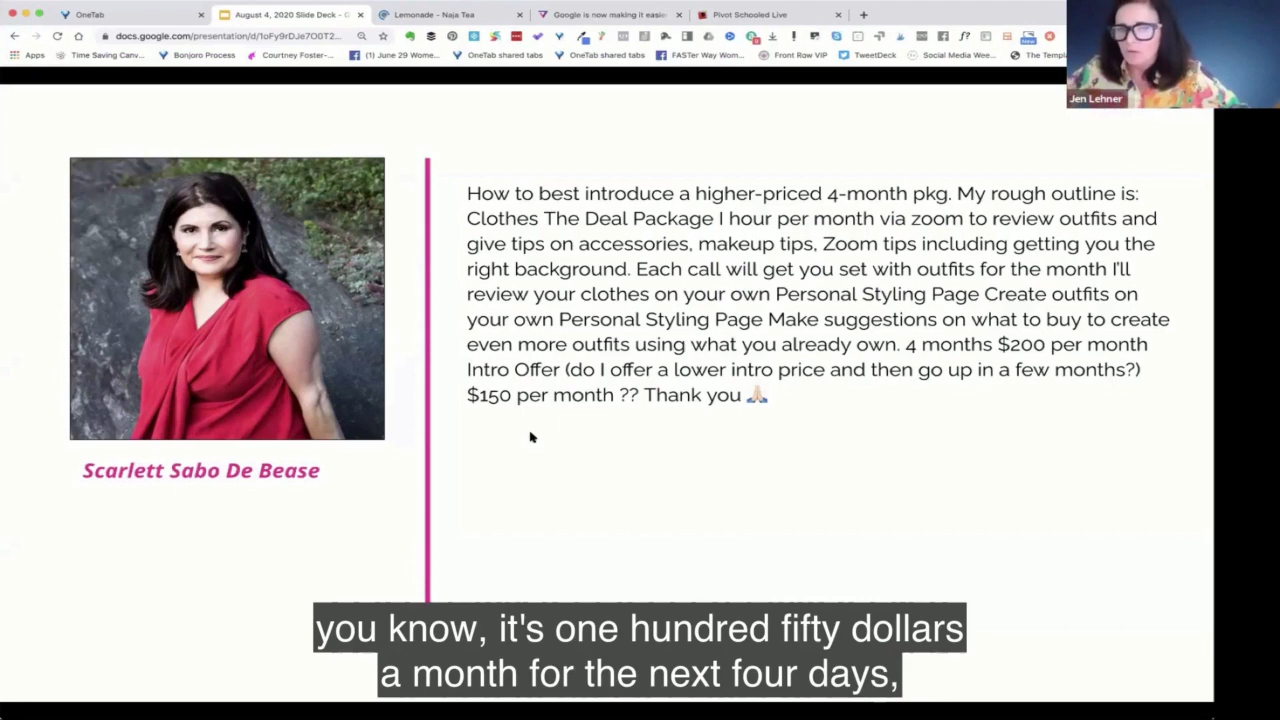 OneTab
August 4, 2020 Slide Deck - G
Lemonade - Naja Tea
Google is now making it easier
Pivot Schooled Live
docs.google.com/presentation/d/1oFy9rDJe7O0T2...
New
Apps
Time Saving Canv...
Bonjoro Process
Courtney Foster-...
(1) June 29 Wome...
OneTab shared tabs
OneTab shared tabs
FASTer Way Wom...
Front Row VIP
TweetDeck
Social Media Wee...
The Templa
Jen Lehner
How to best introduce a higher-priced 4-month pkg. My rough outline is:
Clothes The Deal Package I hour per month via zoom to review outfits and
give tips on accessories, makeup tips, Zoom tips including getting you the
right background. Each call will get you set with outfits for the month I'll
review your clothes on your own Personal Styling Page Create outfits on
your own Personal Styling Page Make suggestions on what to buy to create
even more outfits using what you already own. 4 months $200 per month
Intro Offer (do I offer a lower intro price and then go up in a few months?)
$150 per month ?? Thank you 🙏🏻
Scarlett Sabo De Bease
you know, it's one hundred fifty dollars
a month for the next four days,